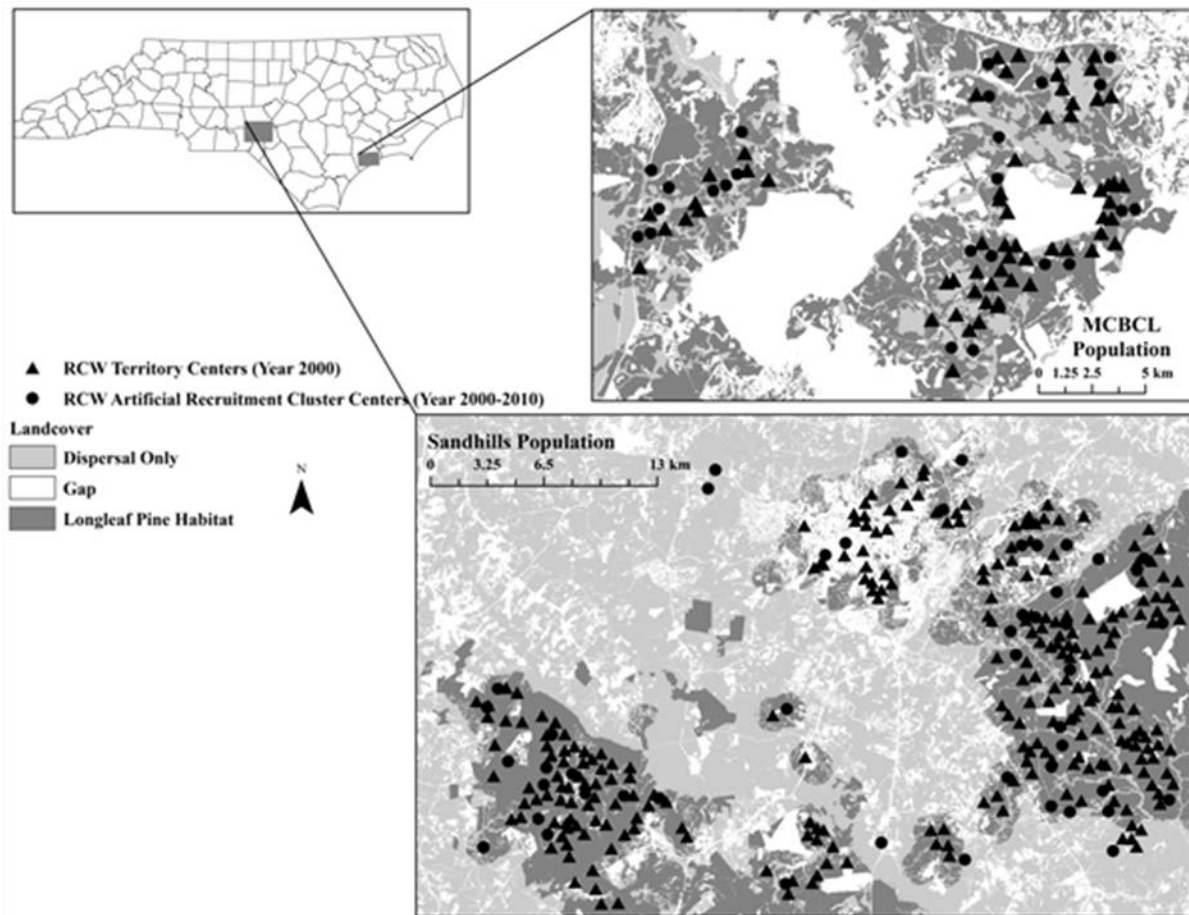 MCBCL
Population
0 1.25 2.5 5 km
RCW Territory Centers (Year 2000)
RCW Artificial Recruitment Cluster Centers (Year 2000-2010)
Landcover
Dispersal Only
Gap
Longleaf Pine Habitat
N
Sandhills Population
0 3.25 6.5 13 km